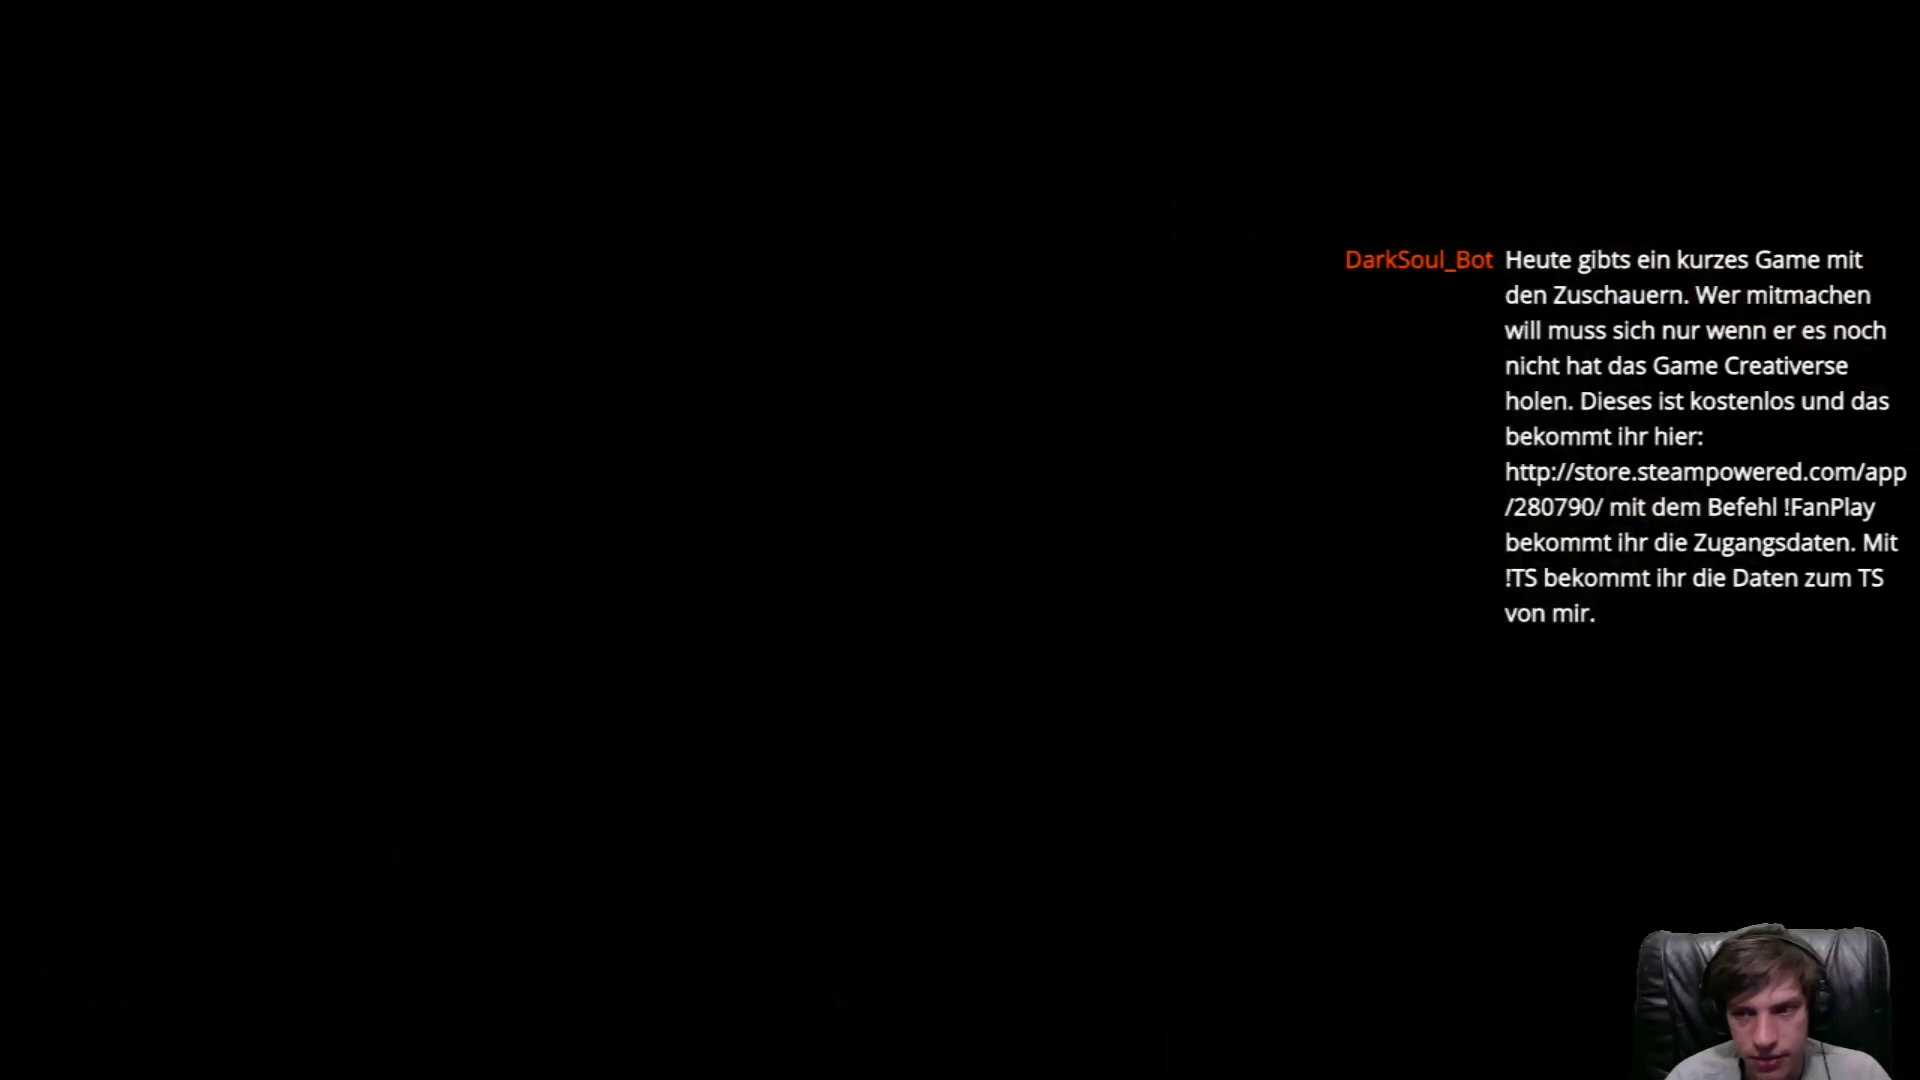 DarkSoul_Bot Heute gibts ein kurzes Game mit
den Zuschauern. Wer mitmachen
will muss sich nur wenn er es noch
nicht hat das Game Creativerse
holen. Dieses ist kostenlos und das
bekommt ihr hier:
http://store.steampowered.com/app
/280790/ mit dem Befehl !FanPlay
bekommt ihr die Zugangsdaten. Mit
!TS bekommt ihr die Daten zum TS
von mir.